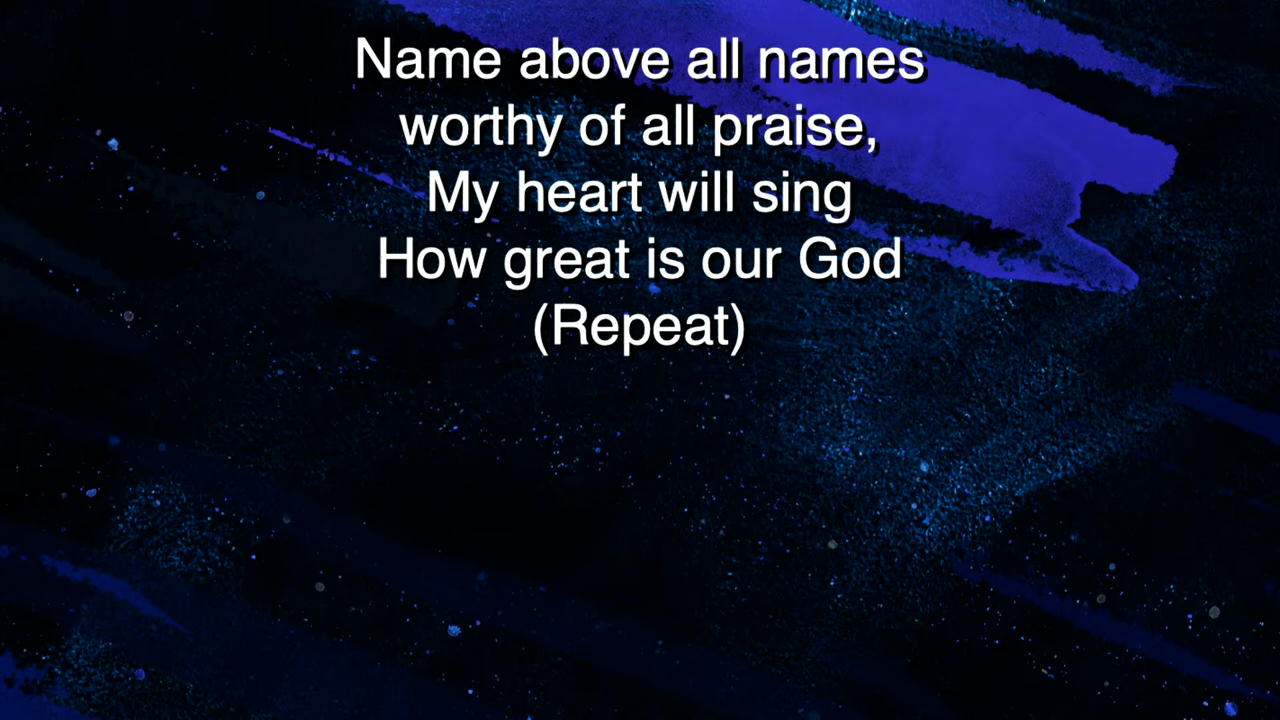 Name above all names
worthy of all praise,
My heart will sing
How great is our God
(Repeat)